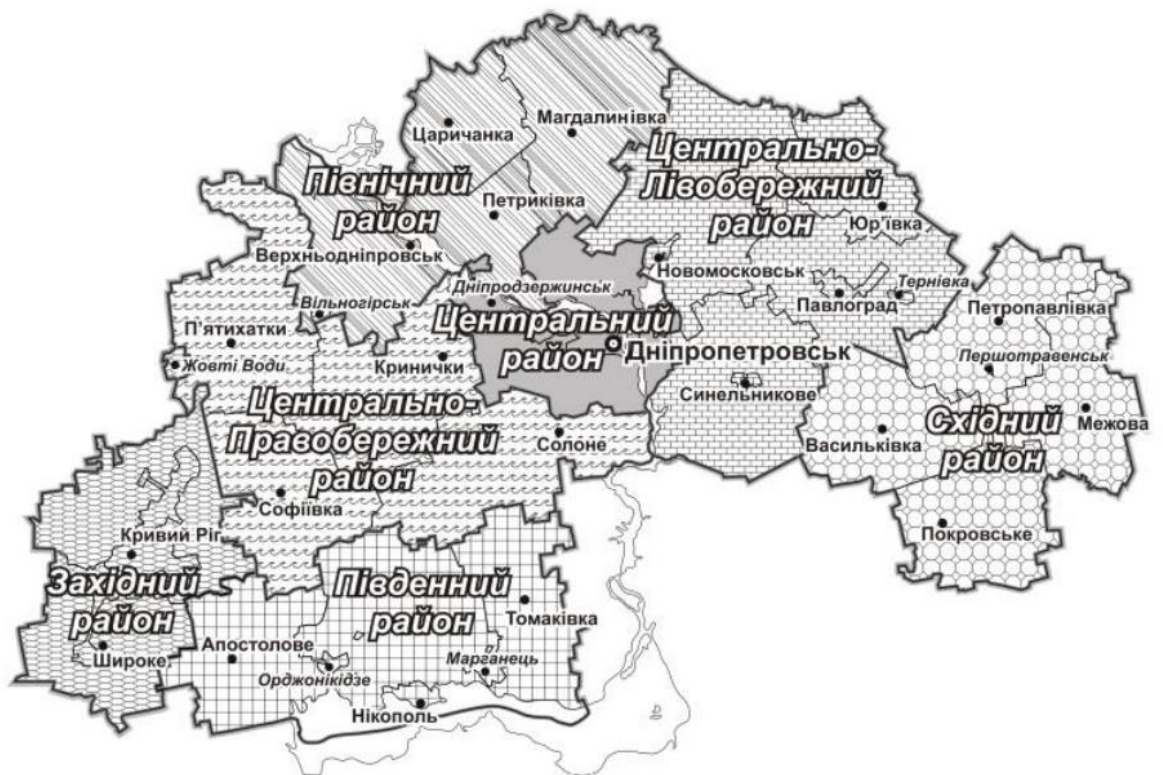 Царичанка
Магдалинівка
Північний
район
Петриківка
Верхньодніпровськ
Вільногірськ
Центрально-
Лівобережний
район
Юр'ївка
Новомосковськ
Павлоград
Тернівка
Синельникове
Дніпродзержинськ
Центральний
район
Дніпропетровськ
Петропавлівка
Першотравенськ
Межова
Васильківка
Східний
район
Покровське
П'ятихатки
Жовті Води
Кринички
Центрально-
Правобережний
район
Солоне
Софіївка
Кривий Ріг
Західний
район
Широке
Південний
район
Томаківка
Апостолове
Марганець
Орджонікідзе
Нікополь